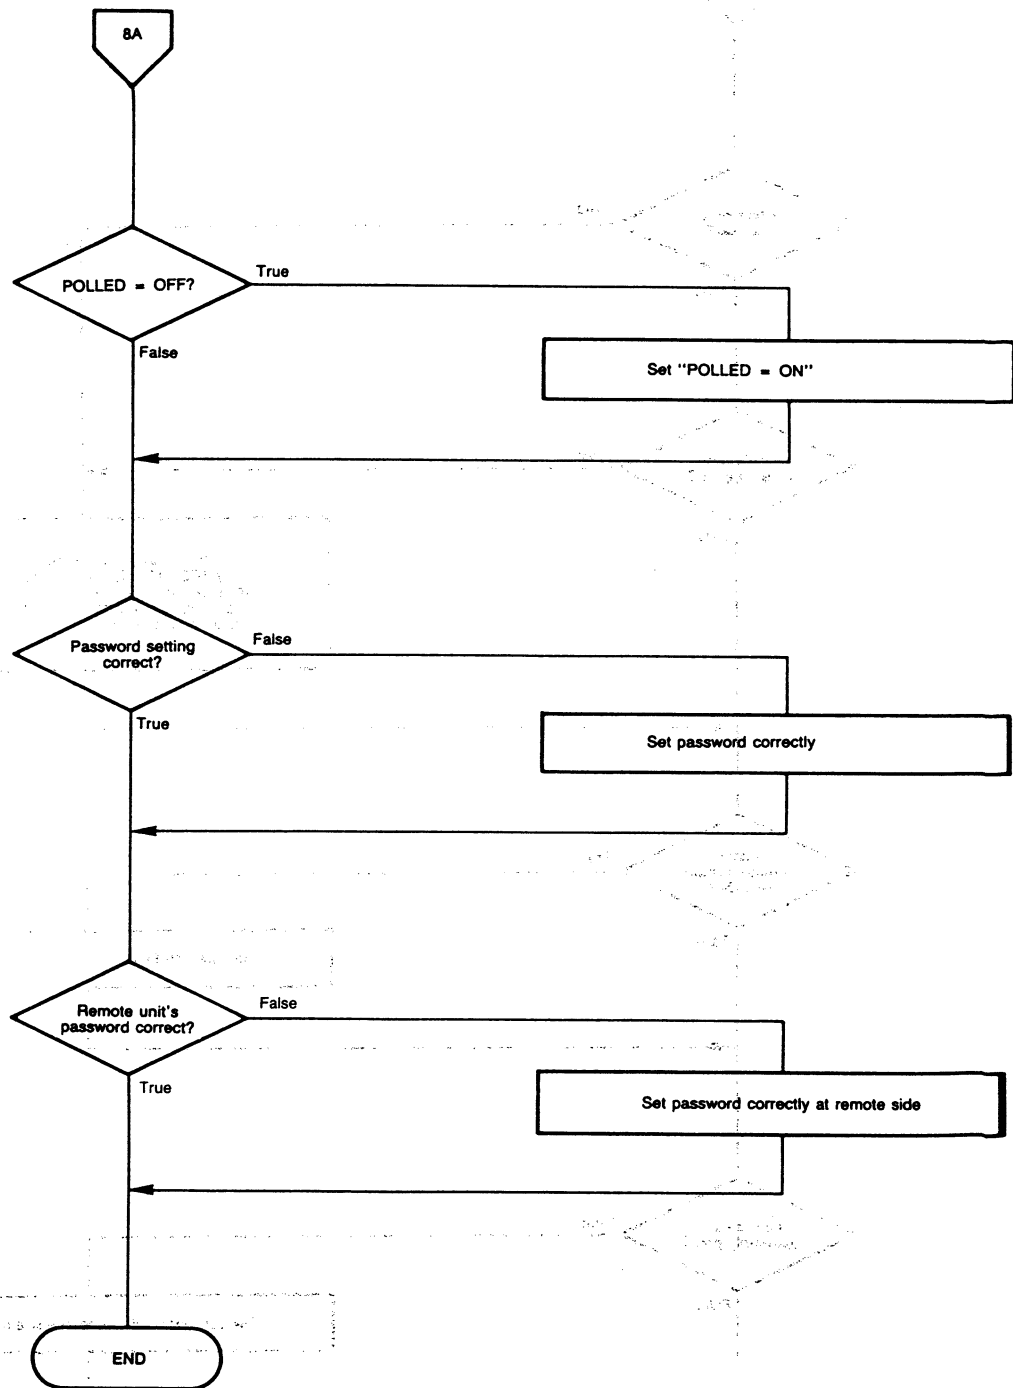 8A
POLLED = OFF?
True
False
Set "POLLED = ON"
Password setting
correct?
False
True
Set password correctly
Remote unit's
password correct?
False
True
Set password correctly at remote side
END